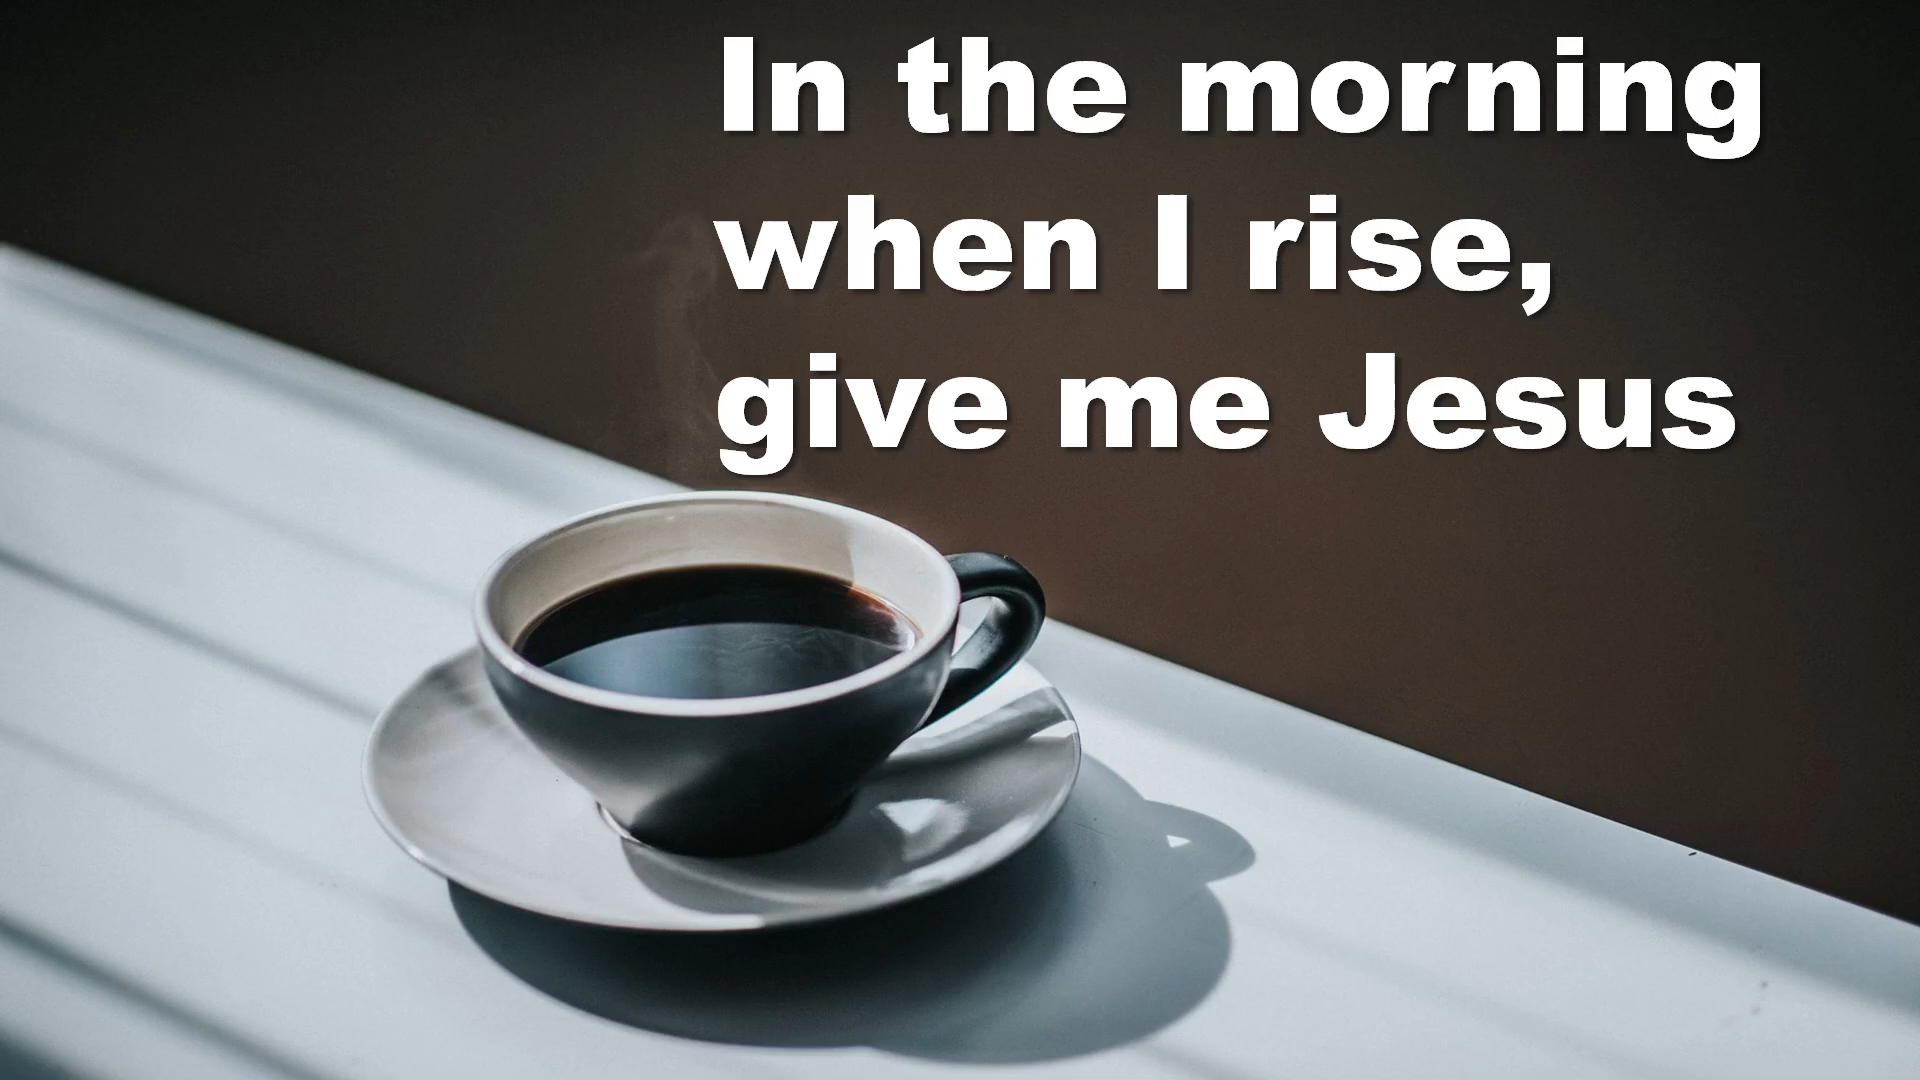 In the morning
when I rise,
give me Jesus